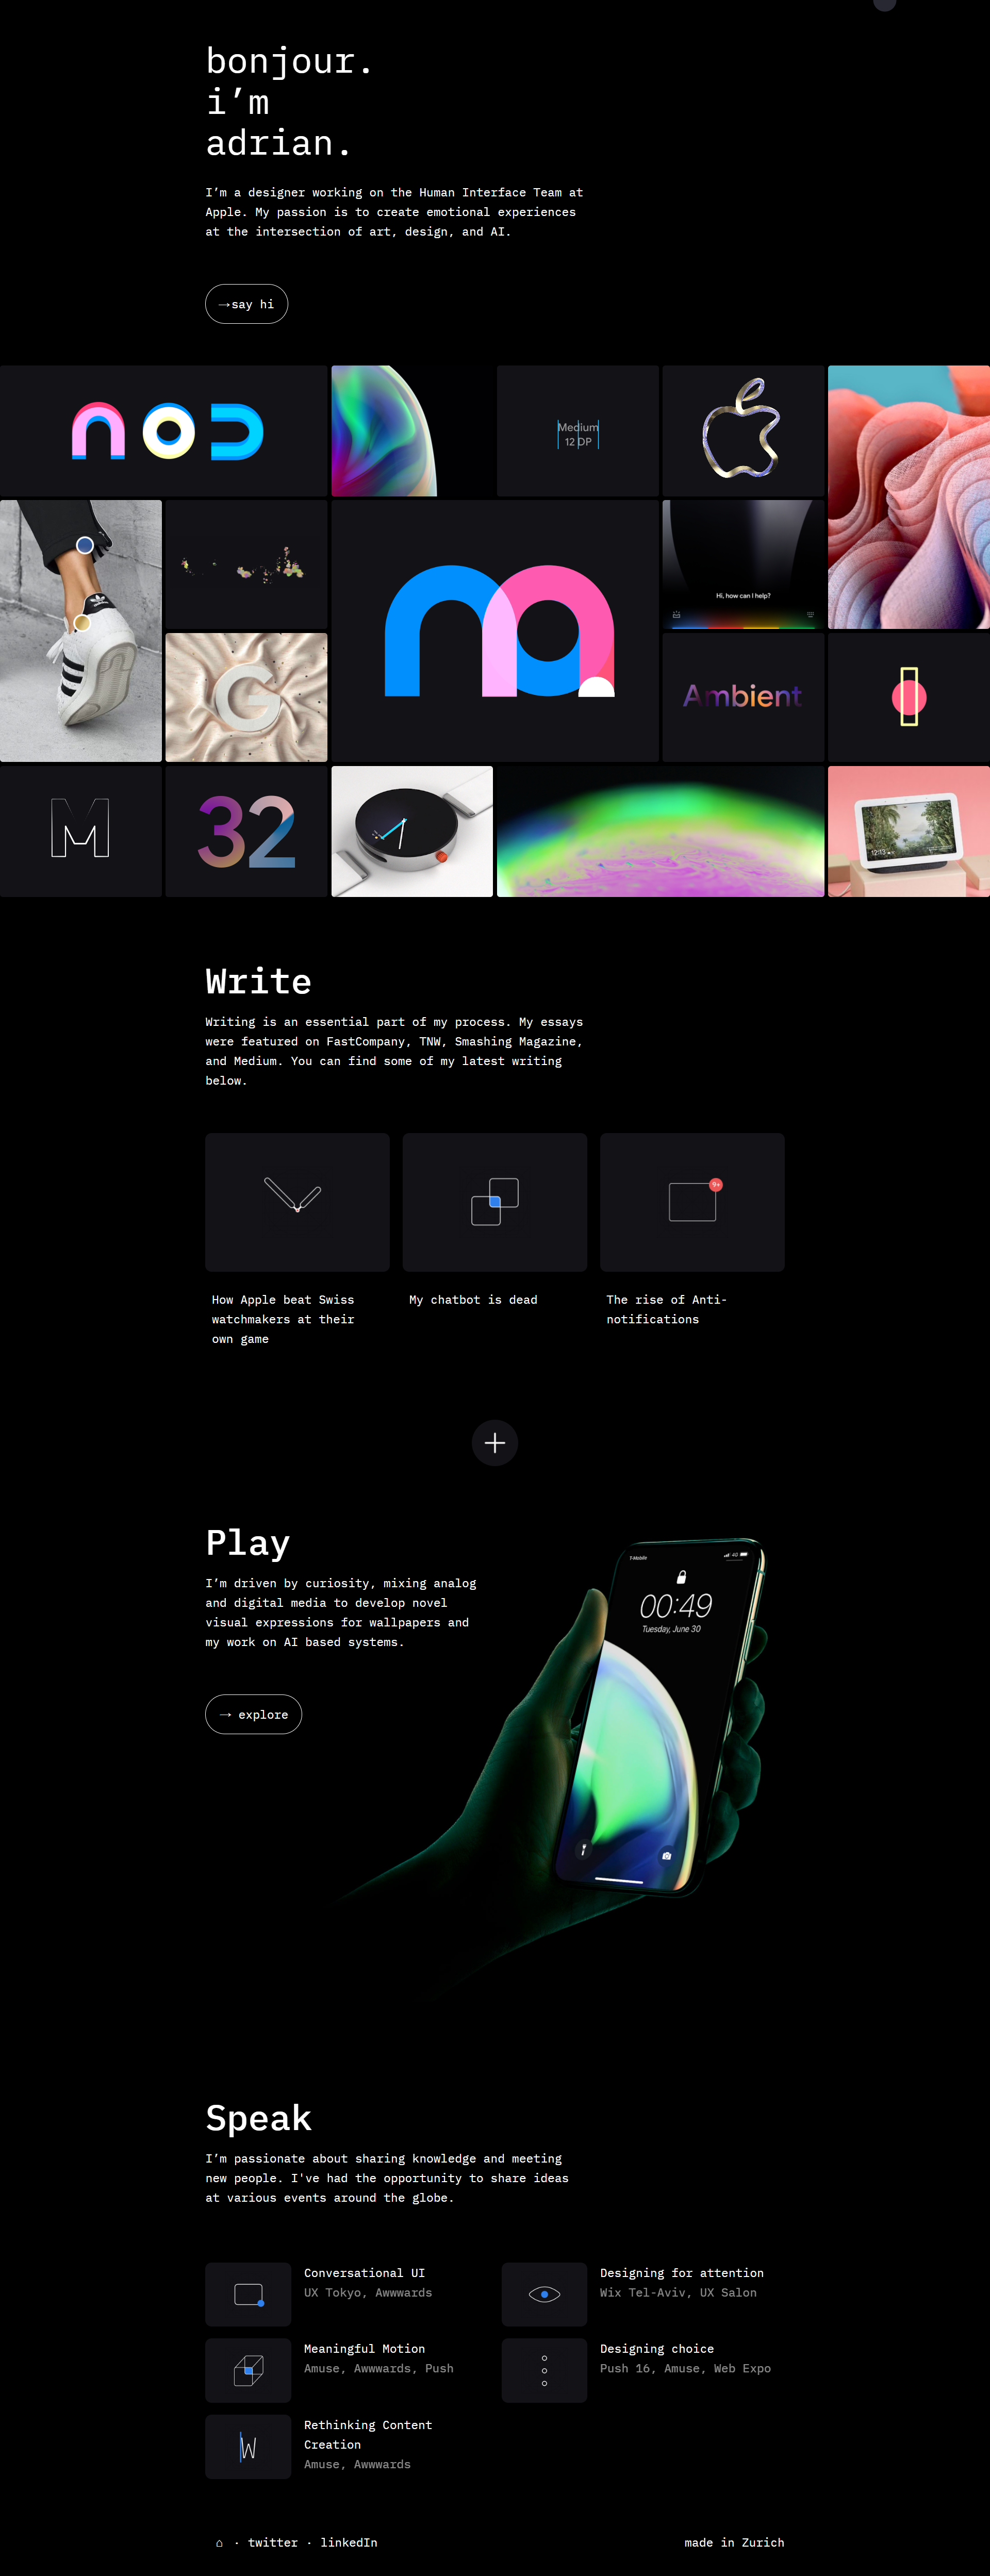 bonjour.
i’m
adrian.
I’m a designer working on the Human Interface Team at
Apple. My passion is to create emotional experiences
at the intersection of art, design, and AI.
→say hi
nod
Medium
12 DP
Hi, how can I help?
G
Ambient
M
32
12:13
Write
Writing is an essential part of my process. My essays
were featured on FastCompany, TNW, Smashing Magazine,
and Medium. You can find some of my latest writing
below.
9+
How Apple beat Swiss
watchmakers at their
own game
My chatbot is dead
The rise of Anti-
notifications
Play
I’m driven by curiosity, mixing analog
and digital media to develop novel
visual expressions for wallpapers and
my work on AI based systems.
→ explore
T-Mobile
4G
00:49
Tuesday, June 30
Speak
I’m passionate about sharing knowledge and meeting
new people. I've had the opportunity to share ideas
at various events around the globe.
Conversational UI
UX Tokyo, Awwwards
Designing for attention
Wix Tel-Aviv, UX Salon
Meaningful Motion
Amuse, Awwwards, Push
Designing choice
Push 16, Amuse, Web Expo
W
Rethinking Content
Creation
Amuse, Awwwards
⌂ · twitter · linkedIn
made in Zurich